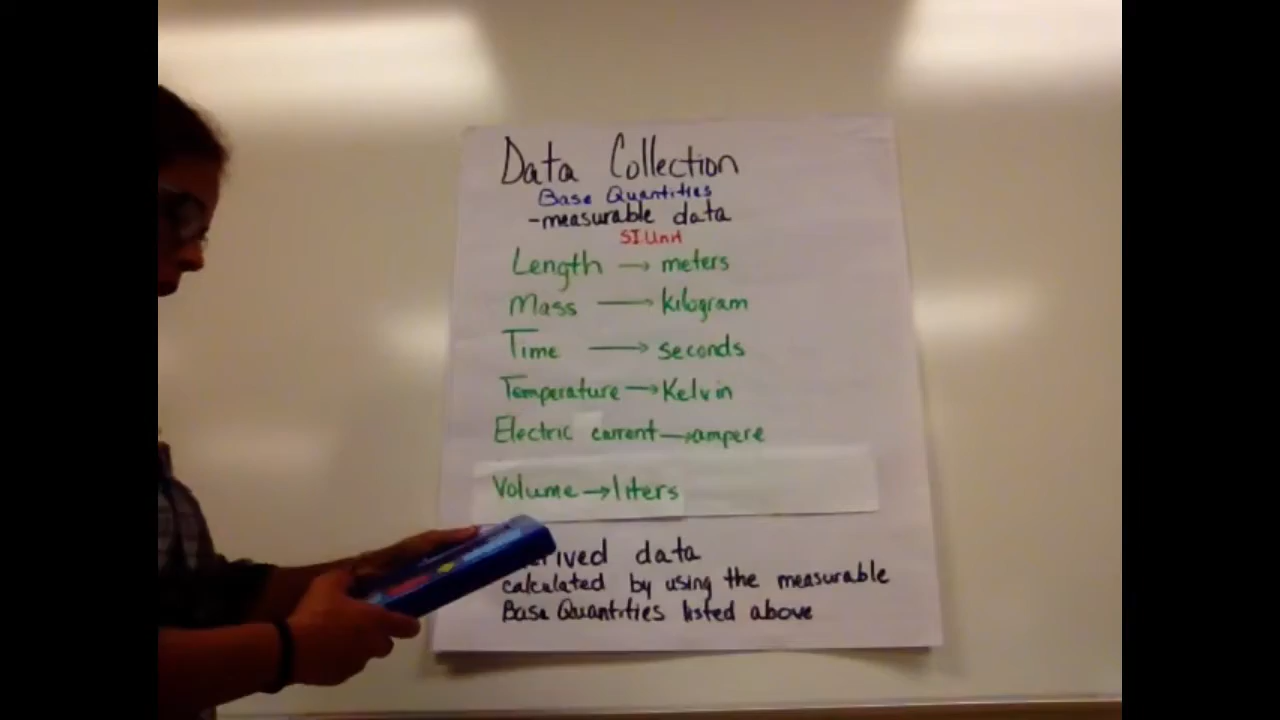 Data Collection
Base Quantities
-measurable data
SI Unit
Length → meters
Mass → kilogram
Time → seconds
Temperature → Kelvin
Electric current → ampere
Volume → liters
data
calculated by using the measurable
Base Quantities listed above